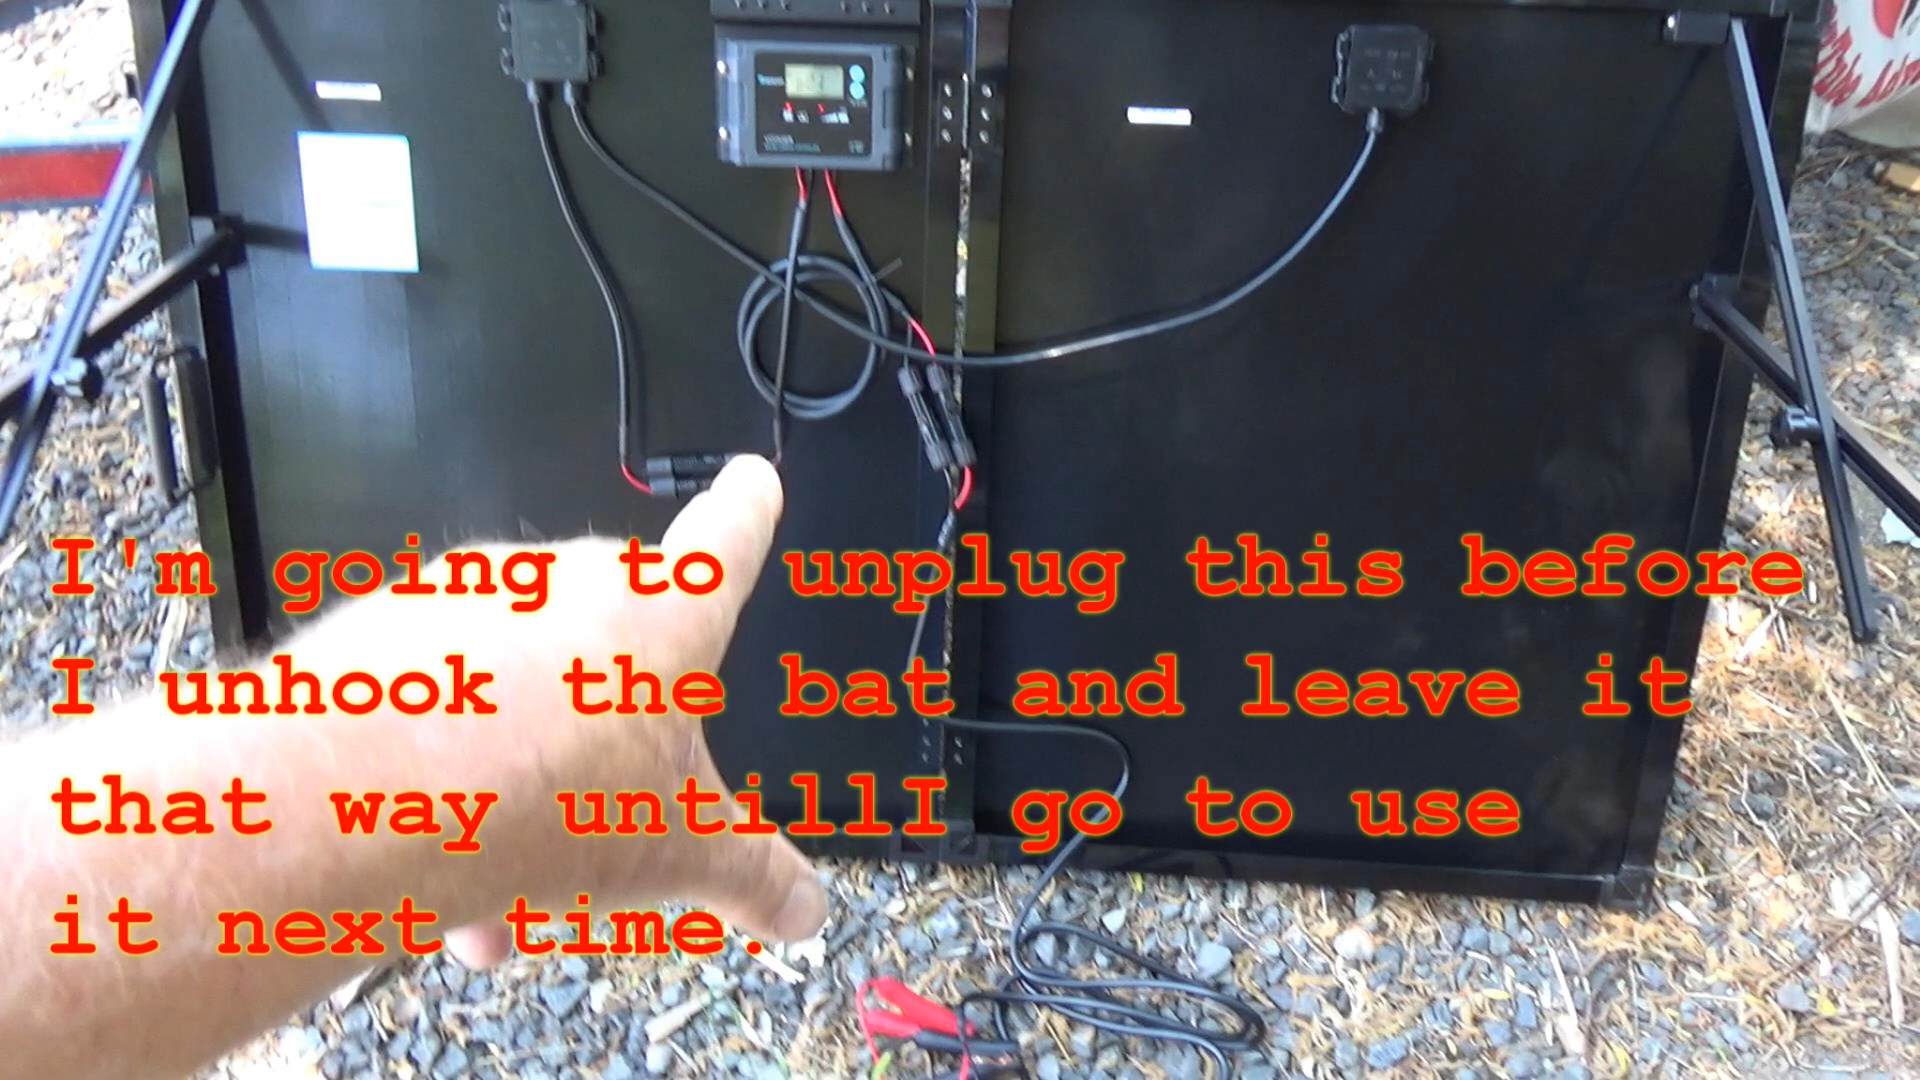 I'm going to unplug this before
I unhook the bat and leave it
that way untillI go to use
it next time.